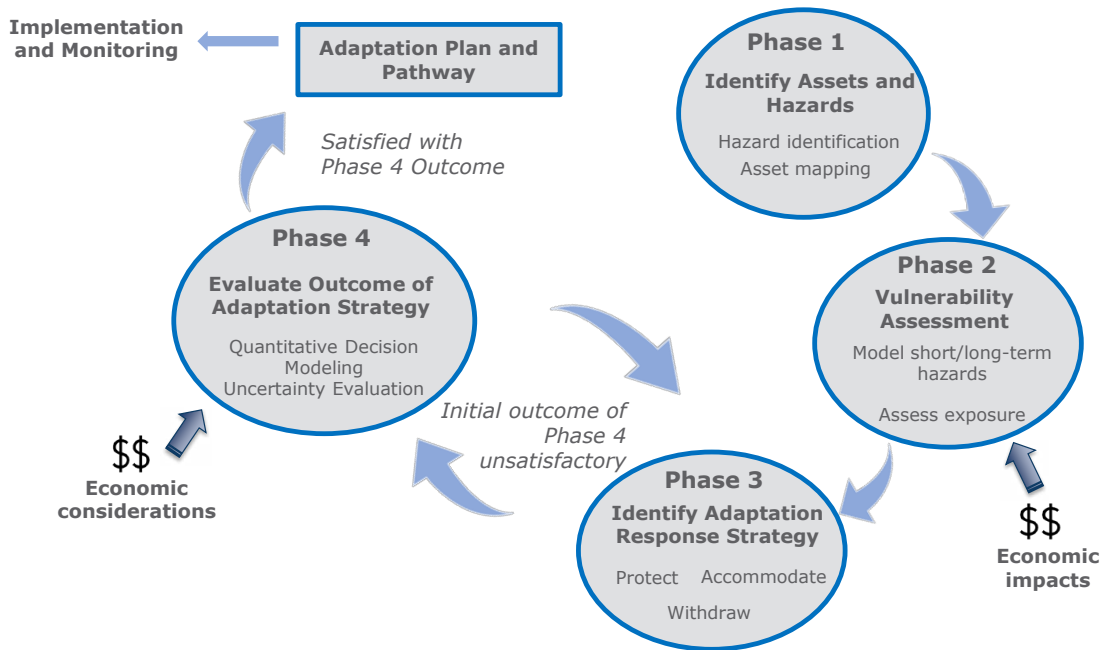 Implementation
and Monitoring
Adaptation Plan and
Pathway
Satisfied with
Phase 4 Outcome
Phase 1
Identify Assets and
Hazards
Hazard identification
Asset mapping
Phase 2
Vulnerability
Assessment
Model short/long-term
hazards
Assess exposure
$$
Economic
impacts
Phase 3
Identify Adaptation
Response Strategy
Protect
Accommodate
Withdraw
Initial outcome of
Phase 4
unsatisfactory
Phase 4
Evaluate Outcome of
Adaptation Strategy
Quantitative Decision
Modeling
Uncertainty Evaluation
$$
Economic
considerations